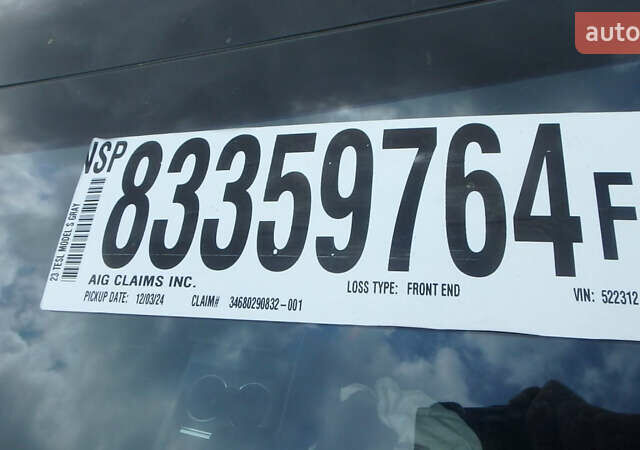 auto
NSP 83359764 F
23 TESL MODEL S GRAY
AIG CLAIMS INC.
PICKUP DATE: 12/03/24 CLAIM# 34680290832-001 LOSS TYPE: FRONT END VIN: 522312